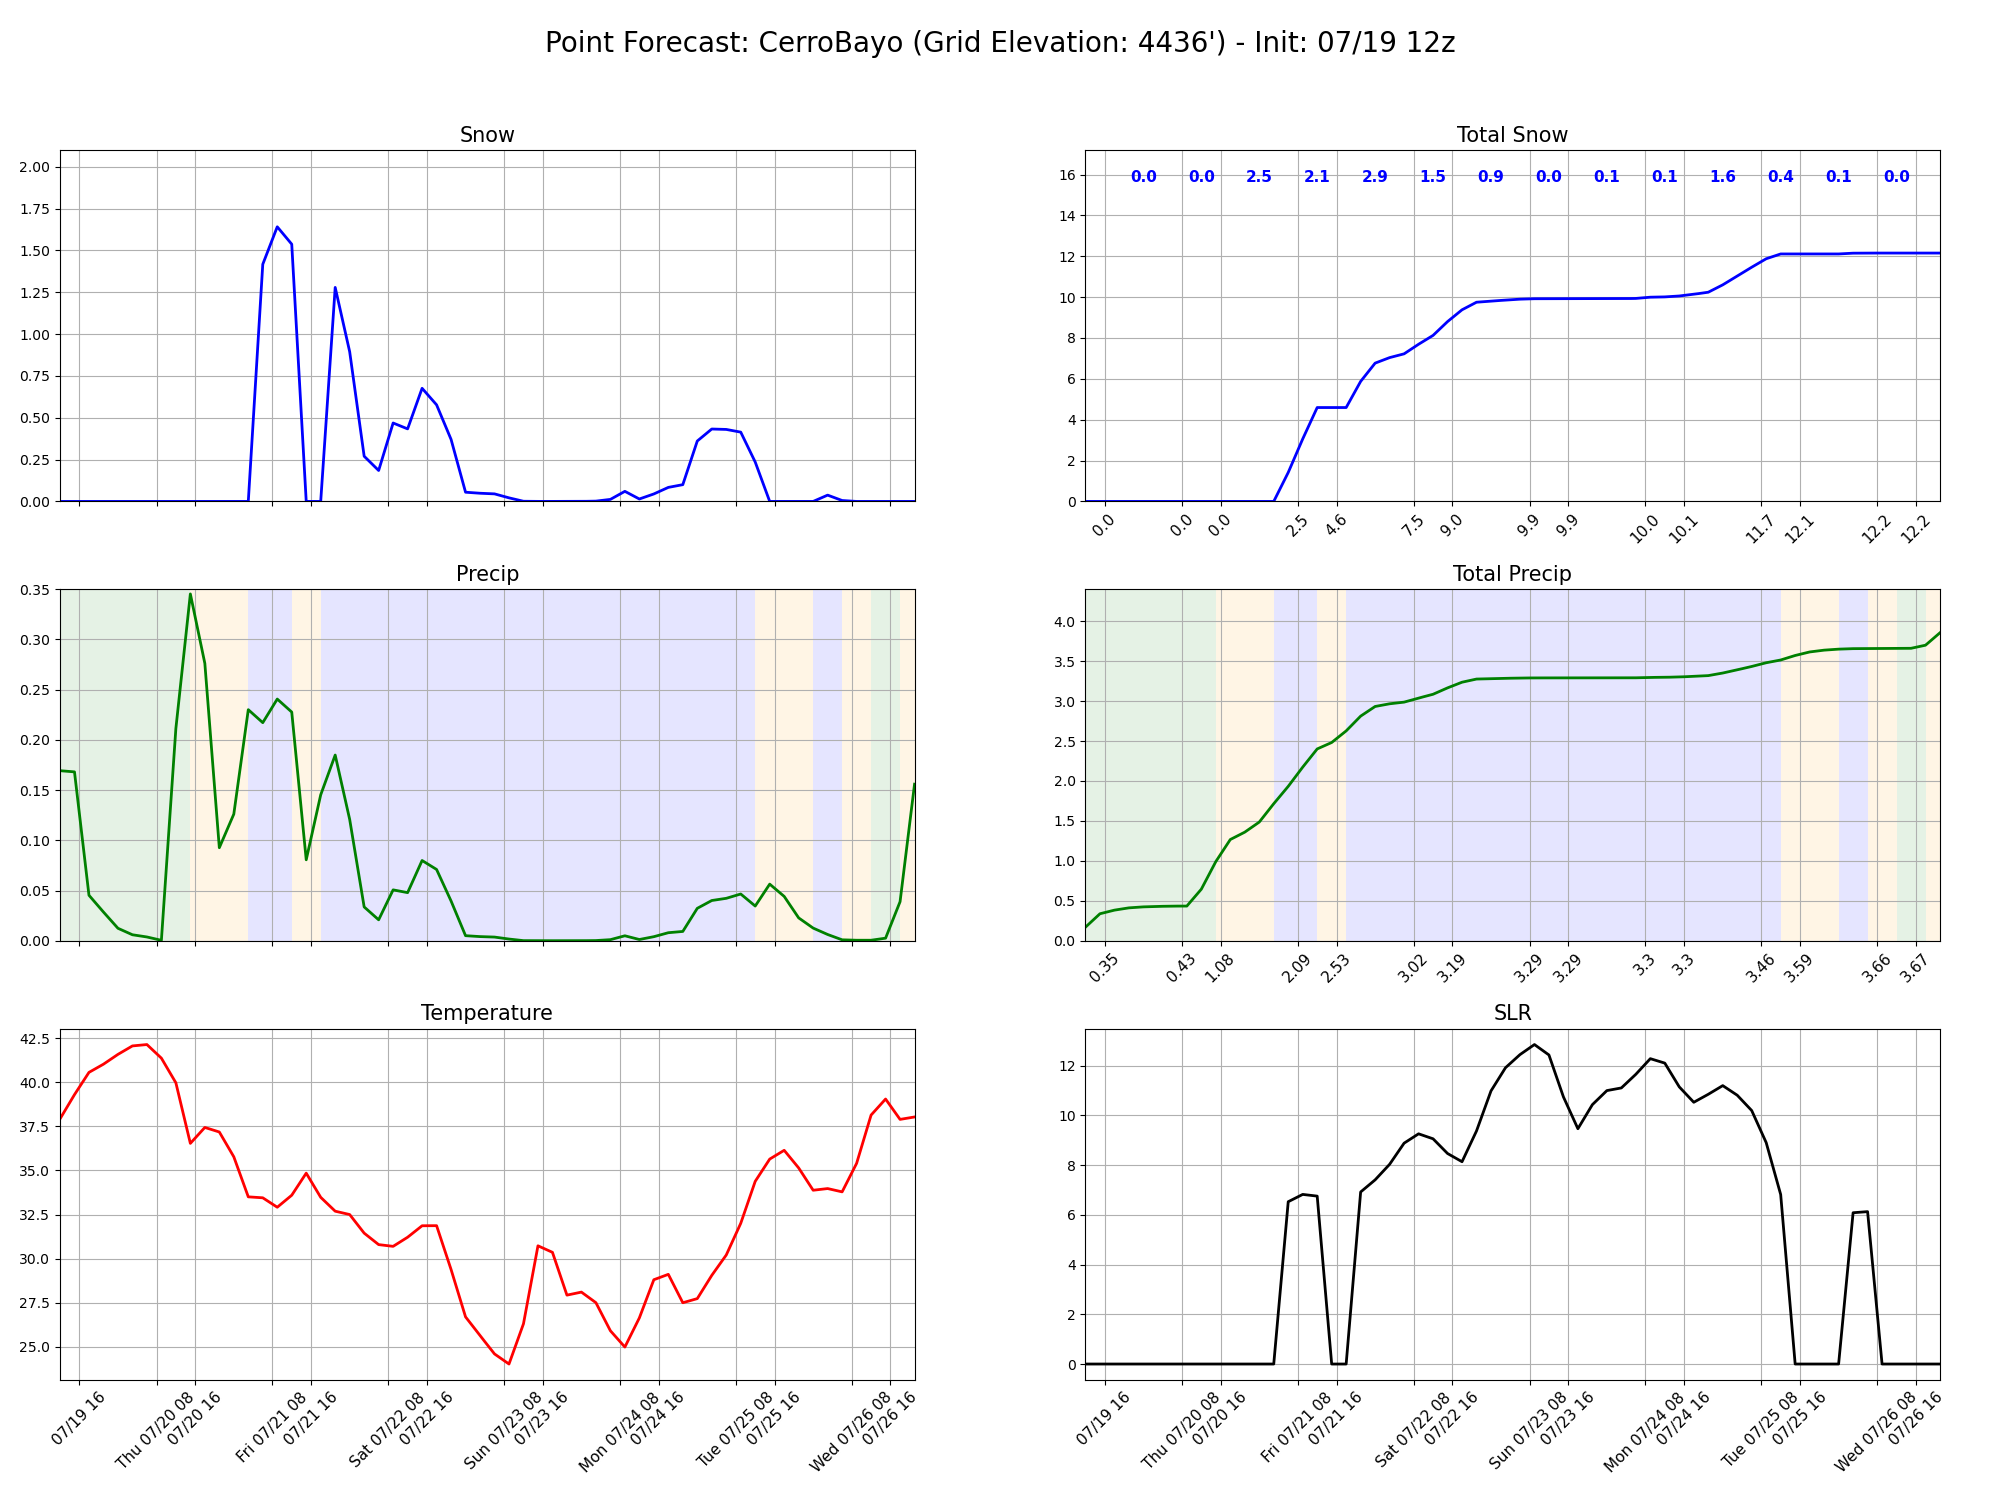 Point Forecast: CerroBayo (Grid Elevation: 4436') - Init: 07/19 12z
Snow
2.00
1.75
1.50
1.25
1.00
0.75
0.50
0.25
0.00
Total Snow
0.0 0.0 2.5 2.1 2.9 1.5 0.9 0.0 0.1 0.1 1.6 0.4 0.1 0.0
16
14
12
10
8
6
4
2
0
0.0 0.0 0.0 2.5 4.6 7.5 9.0 9.9 9.9 10.0 10.1 11.7 12.1 12.2 12.2
Precip
0.35
0.30
0.25
0.20
0.15
0.10
0.05
0.00
Total Precip
4.0
3.5
3.0
2.5
2.0
1.5
1.0
0.5
0.0
0.35 0.43 1.08 2.09 2.53 3.02 3.19 3.29 3.29 3.3 3.3 3.46 3.59 3.66 3.67
Temperature
42.5
40.0
37.5
35.0
32.5
30.0
27.5
25.0
07/19 16
Thu 07/20 08
07/20 16
Fri 07/21 08
07/21 16
Sat 07/22 08
07/22 16
Sun 07/23 08
07/23 16
Mon 07/24 08
07/24 16
Tue 07/25 08
07/25 16
Wed 07/26 08
07/26 16
SLR
12
10
8
6
4
2
0
07/19 16
Thu 07/20 08
07/20 16
Fri 07/21 08
07/21 16
Sat 07/22 08
07/22 16
Sun 07/23 08
07/23 16
Mon 07/24 08
07/24 16
Tue 07/25 08
07/25 16
Wed 07/26 08
07/26 16